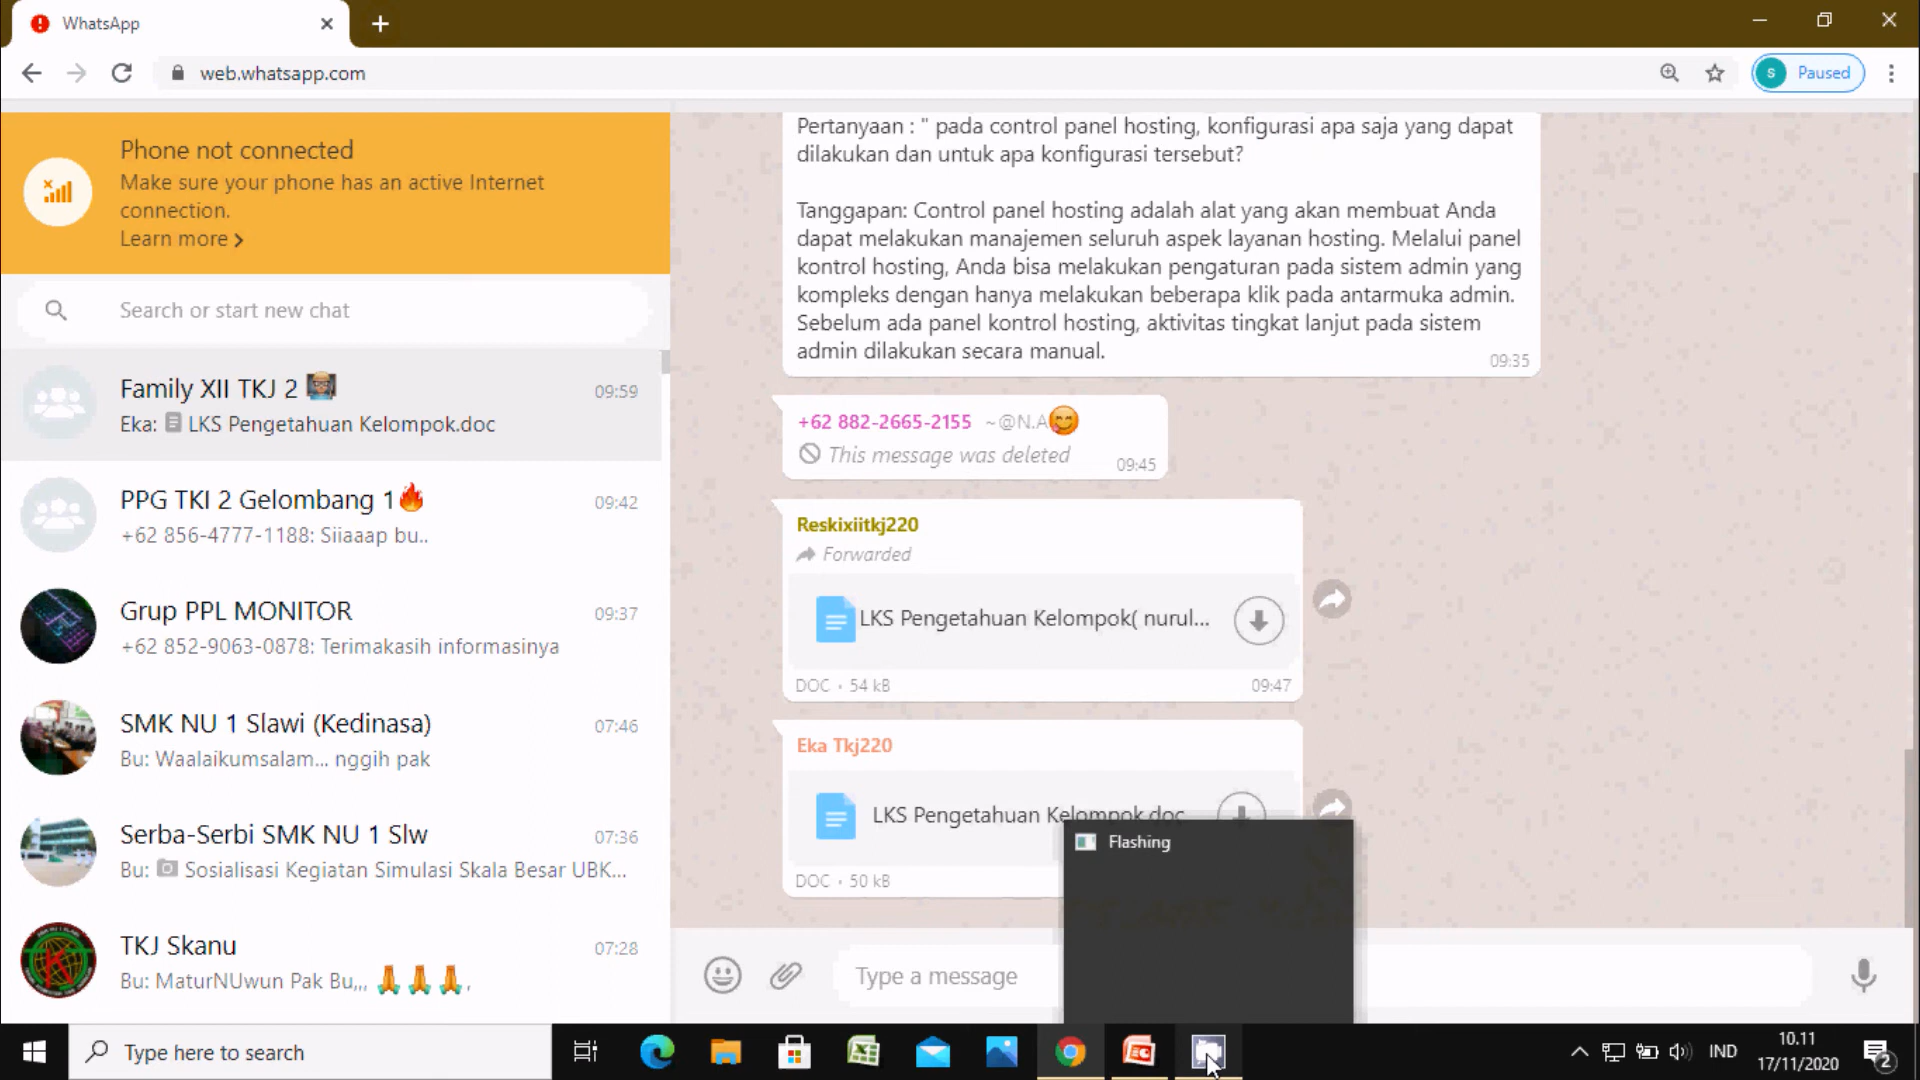 WhatsApp
web.whatsapp.com
s
Paused
Phone not connected
Make sure your phone has an active Internet
connection.
Learn more >
Search or start new chat
Family XII TKJ 2
09:59
Eka: LKS Pengetahuan Kelompok.doc
PPG TKI 2 Gelombang 1🔥
09:42
+62 856-4777-1188: Siiaaap bu..
Grup PPL MONITOR
09:37
+62 852-9063-0878: Terimakasih informasinya
SMK NU 1 Slawi (Kedinasa)
07:46
Bu: Waalaikumsalam... nggih pak
Serba-Serbi SMK NU 1 Slw
07:36
Bu: Sosialisasi Kegiatan Simulasi Skala Besar UBK...
TKJ Skanu
07:28
Bu: MaturNUwun Pak Bu,,, 🙏🙏🙏,
Pertanyaan : " pada control panel hosting, konfigurasi apa saja yang dapat
dilakukan dan untuk apa konfigurasi tersebut?
Tanggapan: Control panel hosting adalah alat yang akan membuat Anda
dapat melakukan manajemen seluruh aspek layanan hosting. Melalui panel
kontrol hosting, Anda bisa melakukan pengaturan pada sistem admin yang
kompleks dengan hanya melakukan beberapa klik pada antarmuka admin.
Sebelum ada panel kontrol hosting, aktivitas tingkat lanjut pada sistem
admin dilakukan secara manual.
09:35
+62 882-2665-2155 ~@N.A😋
This message was deleted
09:45
Reskixiitkj220
Forwarded
LKS Pengetahuan Kelompok( nurul...
DOC • 54 kB
09:47
Eka Tkj220
LKS Pengetahuan Kelompok.doc
DOC • 50 kB
Flashing
Type a message
Type here to search
IND
10.11
17/11/2020
2